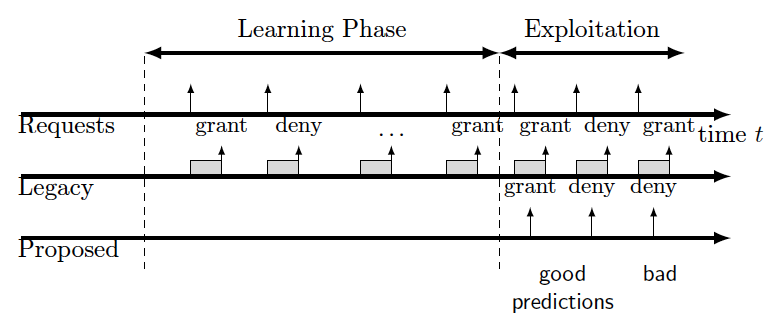 Learning Phase Exploitation
Requests grant deny ... grant grant deny grant time t
Legacy grant deny deny
Proposed
good bad
predictions